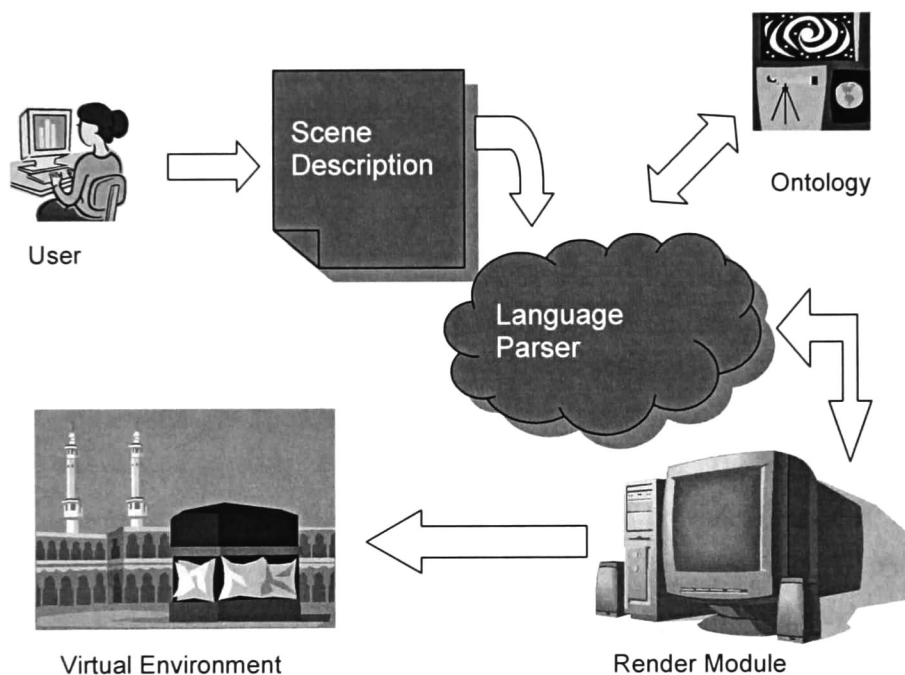 Scene
Description
Ontology
User
Language
Parser
Virtual Environment
Render Module